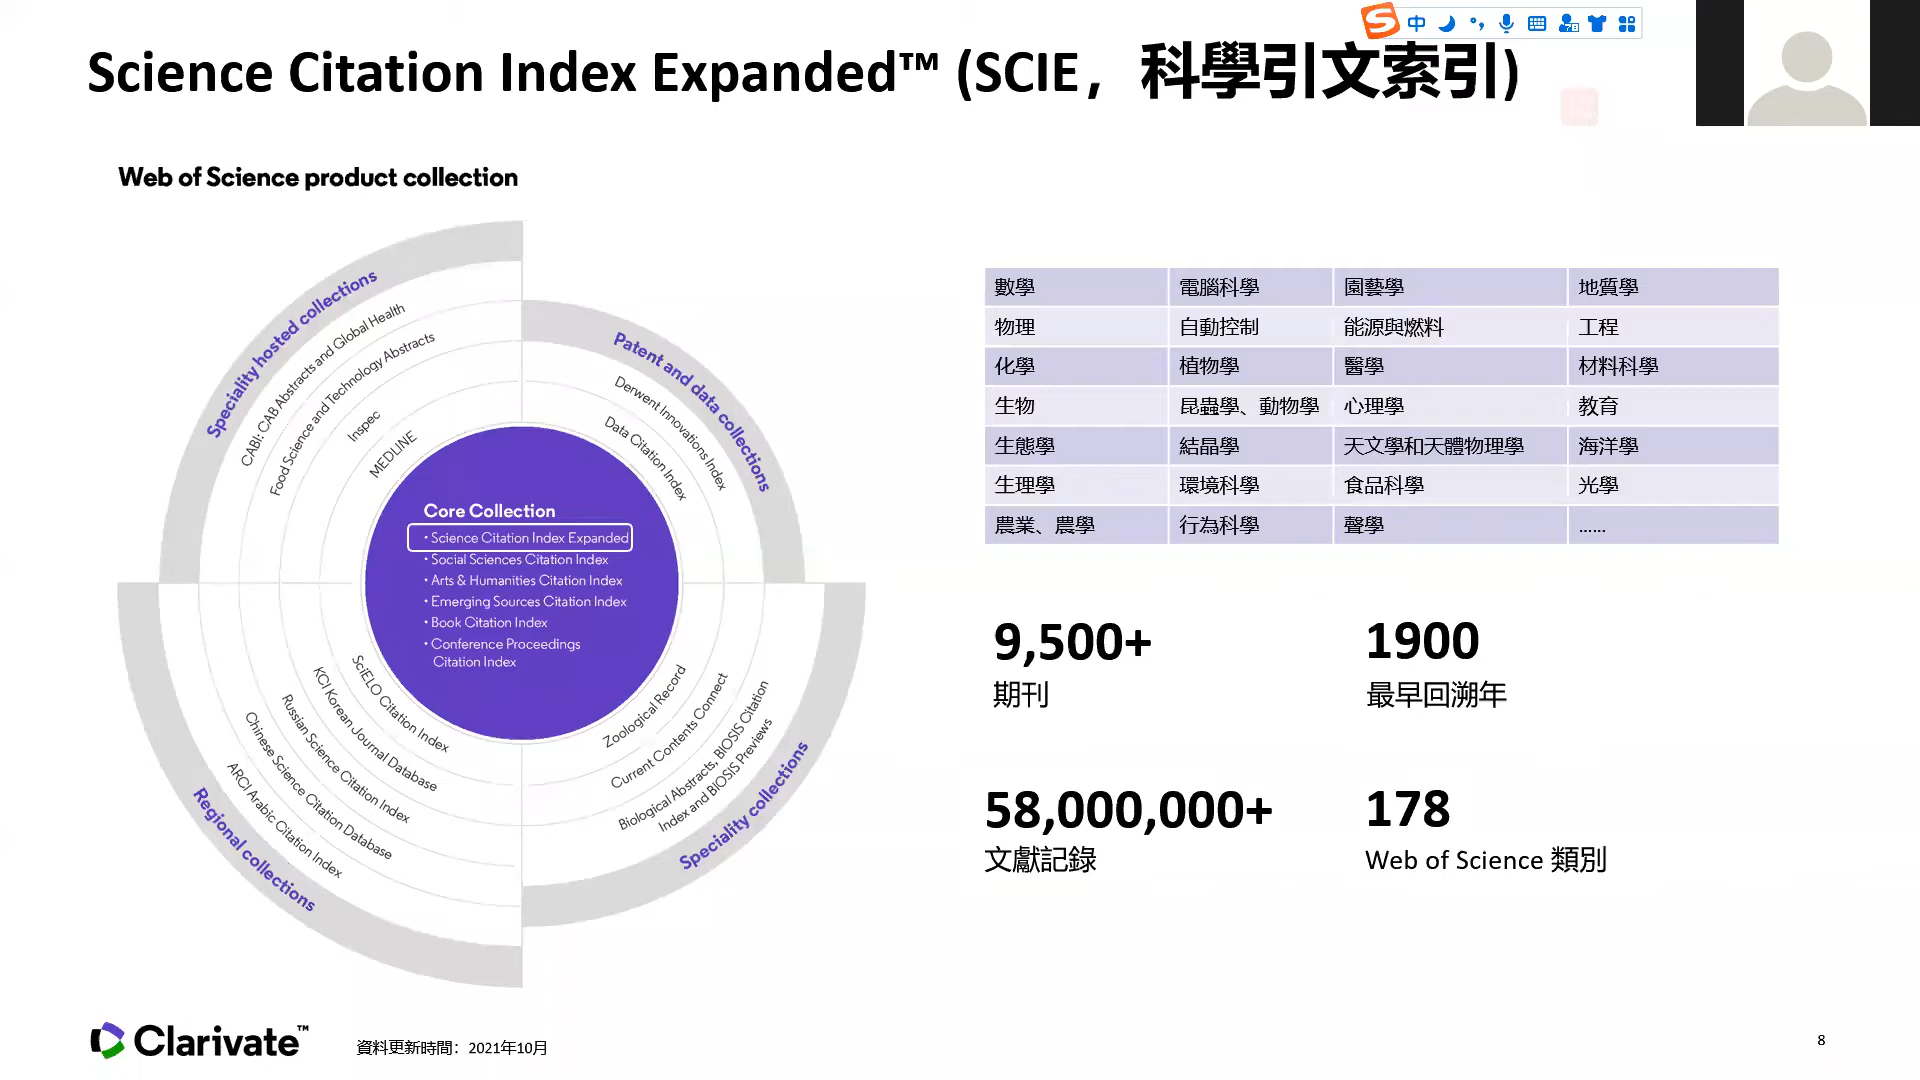 中
Science Citation Index Expanded™ (SCIE，科學引文索引)
Web of Science product collection
Speciality hosted collections
CABI: CAB Abstracts and Global Health
Food Science and Technology Abstracts
Inspec
MEDLINE
Patent and data collections
Derwent Innovations Index
Data Citation Index
Core Collection
• Science Citation Index Expanded
• Social Sciences Citation Index
• Arts & Humanities Citation Index
• Emerging Sources Citation Index
• Book Citation Index
• Conference Proceedings
Citation Index
SciELO Citation Index
KCI Korean Journal Database
Russian Science Citation Index
Chinese Science Citation Database
ARCI Arabic Citation Index
Regional collections
Zoological Record
Current Contents Connect
Biological Abstracts, BIOSIS Citation
Index and BIOSIS Previews
Speciality collections
數學 電腦科學 園藝學 地質學
物理 自動控制 能源與燃料 工程
化學 植物學 醫學 材料科學
生物 昆蟲學、動物學 心理學 教育
生態學 結晶學 天文學和天體物理學 海洋學
生理學 環境科學 食品科學 光學
農業、農學 行為科學 聲學 ......
9,500+
期刊
1900
最早回溯年
58,000,000+
文獻記錄
178
Web of Science 類別
Clarivate™
資料更新時間：2021年10月
8